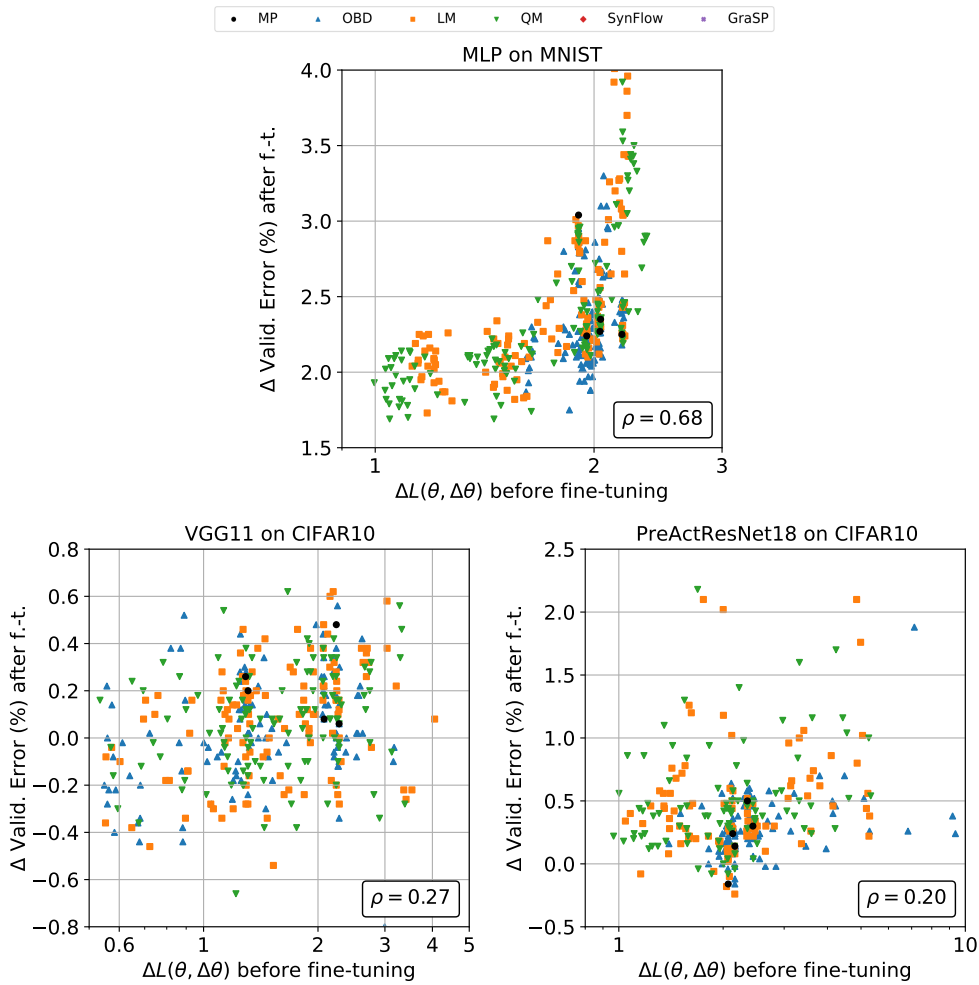 MP OBD LM QM SynFlow GraSP
MLP on MNIST
4.0
3.5
3.0
2.5
2.0
1.5
Δ Valid. Error (%) after f.-t.
ρ = 0.68
1 2 3
ΔL(θ, Δθ) before fine-tuning
VGG11 on CIFAR10
0.8
0.6
0.4
0.2
0.0
−0.2
−0.4
−0.6
−0.8
Δ Valid. Error (%) after f.-t.
ρ = 0.27
0.6 1 2 3 4 5
ΔL(θ, Δθ) before fine-tuning
PreActResNet18 on CIFAR10
2.5
2.0
1.5
1.0
0.5
0.0
−0.5
Δ Valid. Error (%) after f.-t.
ρ = 0.20
1 10
ΔL(θ, Δθ) before fine-tuning